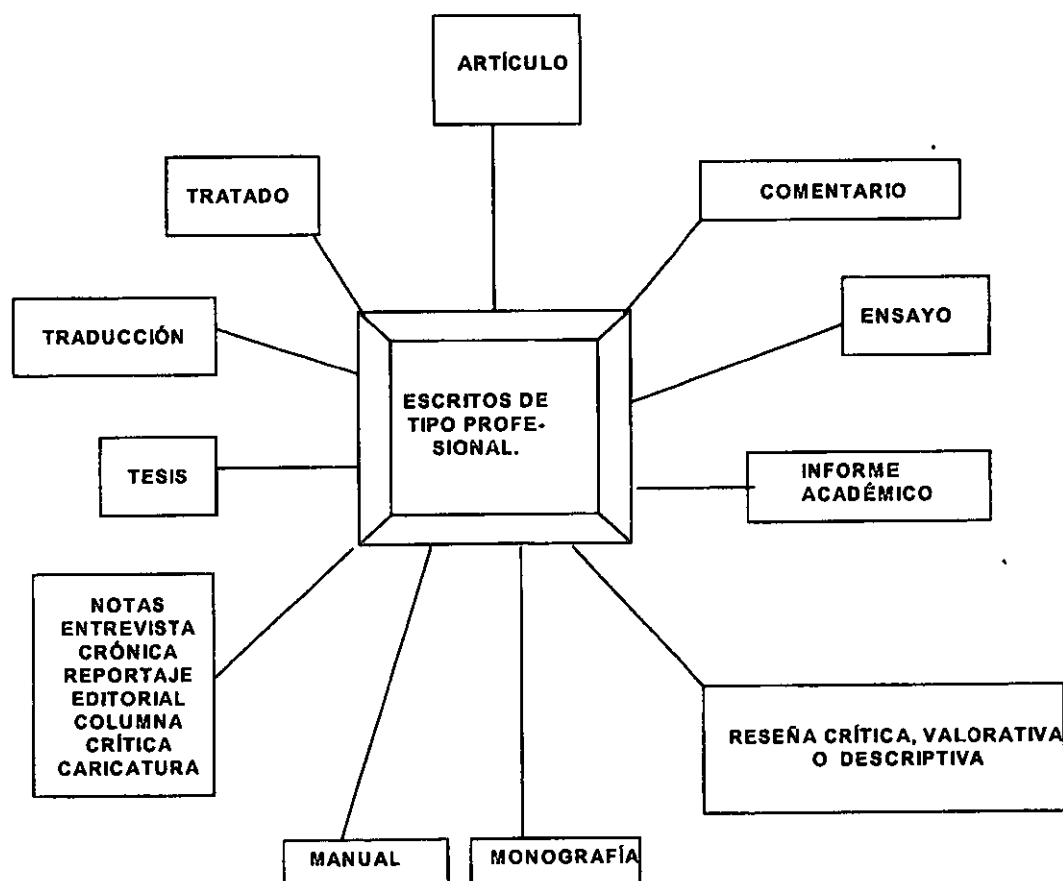 ARTÍCULO
TRATADO
COMENTARIO
TRADUCCIÓN
ENSAYO
ESCRITOS DE
TIPO PROFE-
SIONAL.
TESIS
INFORME
ACADÉMICO
NOTAS
ENTREVISTA
CRÓNICA
REPORTAJE
EDITORIAL
COLUMNA
CRÍTICA
CARICATURA
RESEÑA CRÍTICA, VALORATIVA
O DESCRIPTIVA
MANUAL
MONOGRAFÍA